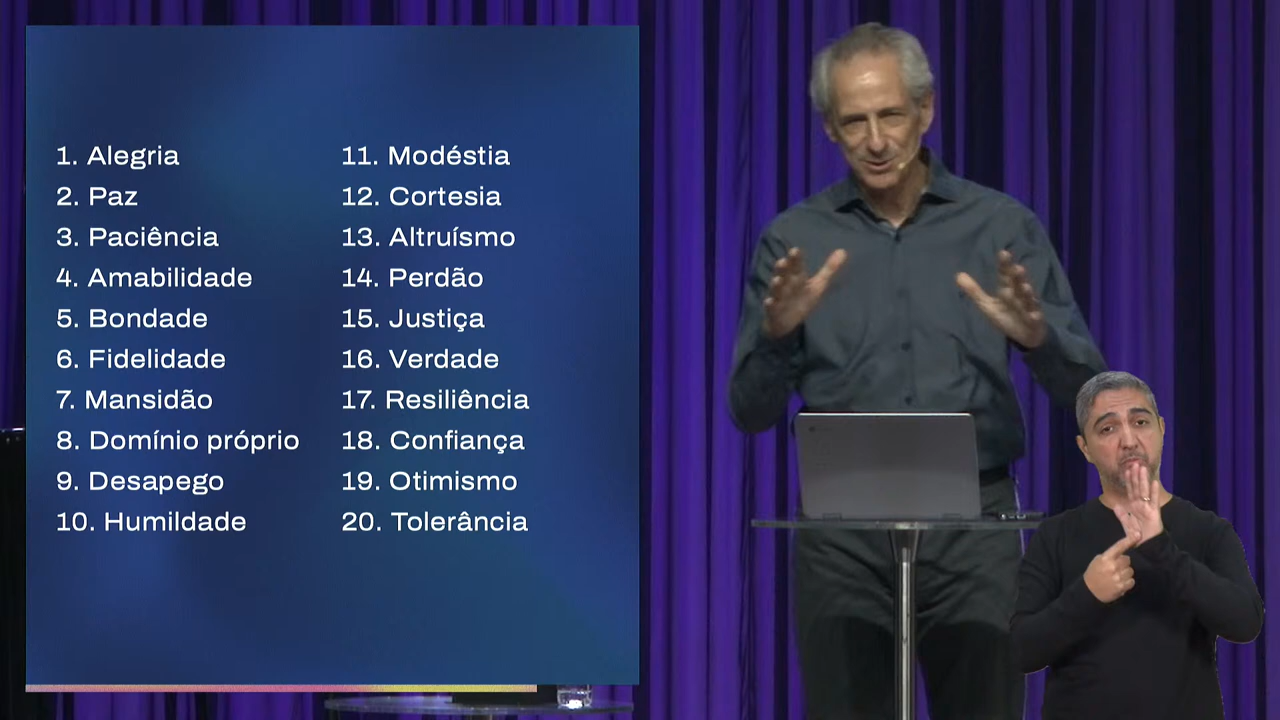 1. Alegria
2. Paz
3. Paciência
4. Amabilidade
5. Bondade
6. Fidelidade
7. Mansidão
8. Domínio próprio
9. Desapego
10. Humildade
11. Modéstia
12. Cortesia
13. Altruísmo
14. Perdão
15. Justiça
16. Verdade
17. Resiliência
18. Confiança
19. Otimismo
20. Tolerância